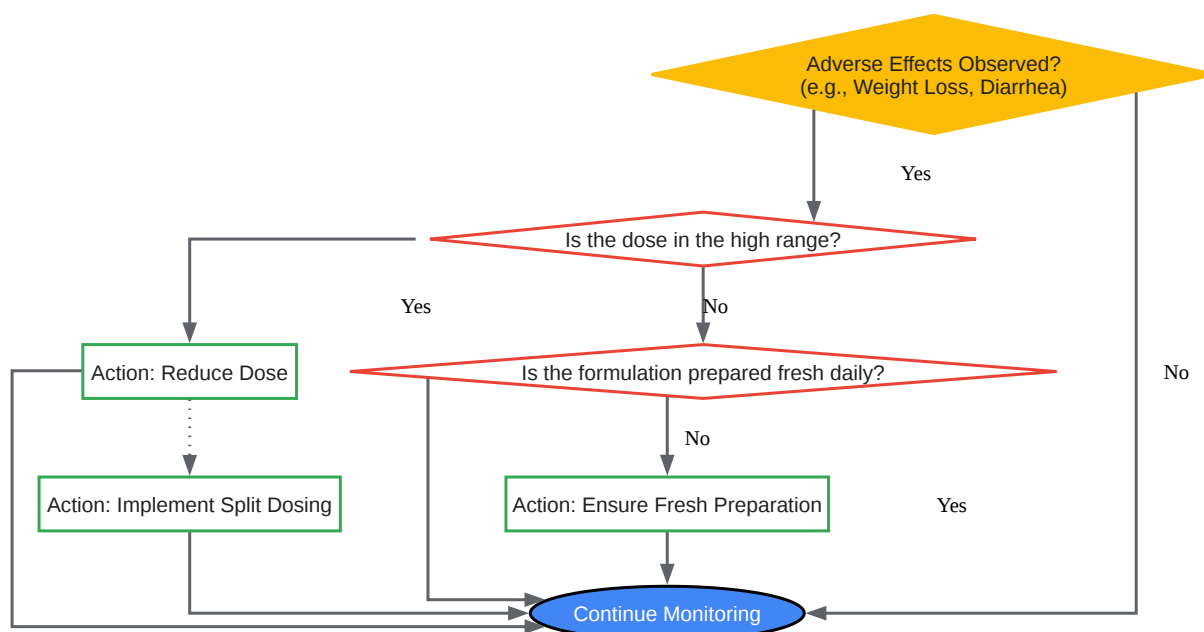 Adverse Effects Observed?
(e.g., Weight Loss, Diarrhea)
Yes
Is the dose in the high range?
Yes
No
Action: Reduce Dose
Is the formulation prepared fresh daily?
No
No
Action: Implement Split Dosing
Action: Ensure Fresh Preparation
Yes
Continue Monitoring